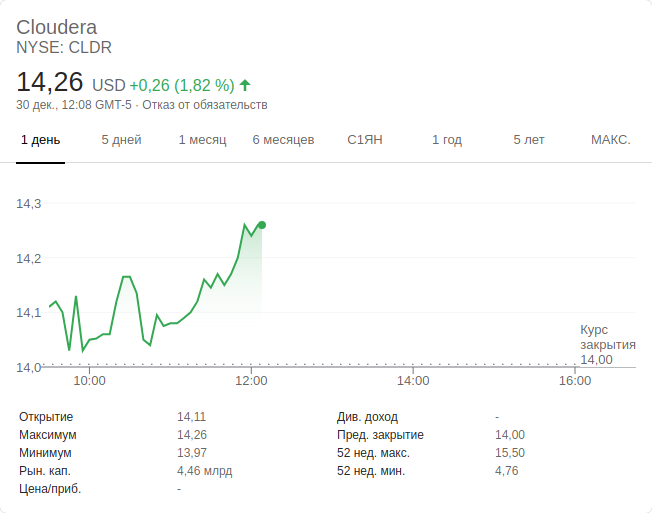 Cloudera
NYSE: CLDR
14,26 USD +0,26 (1,82 %)
30 дек., 12:08 GMT-5 · Отказ от обязательств
1 день 5 дней 1 месяц 6 месяцев С1ЯН 1 год 5 лет МАКС.
14,3
14,2
14,1
14,0
Курс
закрытия
14,00
10:00 12:00 14:00 16:00
Открытие 14,11 Див. доход -
Максимум 14,26 Пред. закрытие 14,00
Минимум 13,97 52 нед. макс. 15,50
Рын. кап. 4,46 млрд 52 нед. мин. 4,76
Цена/приб. -